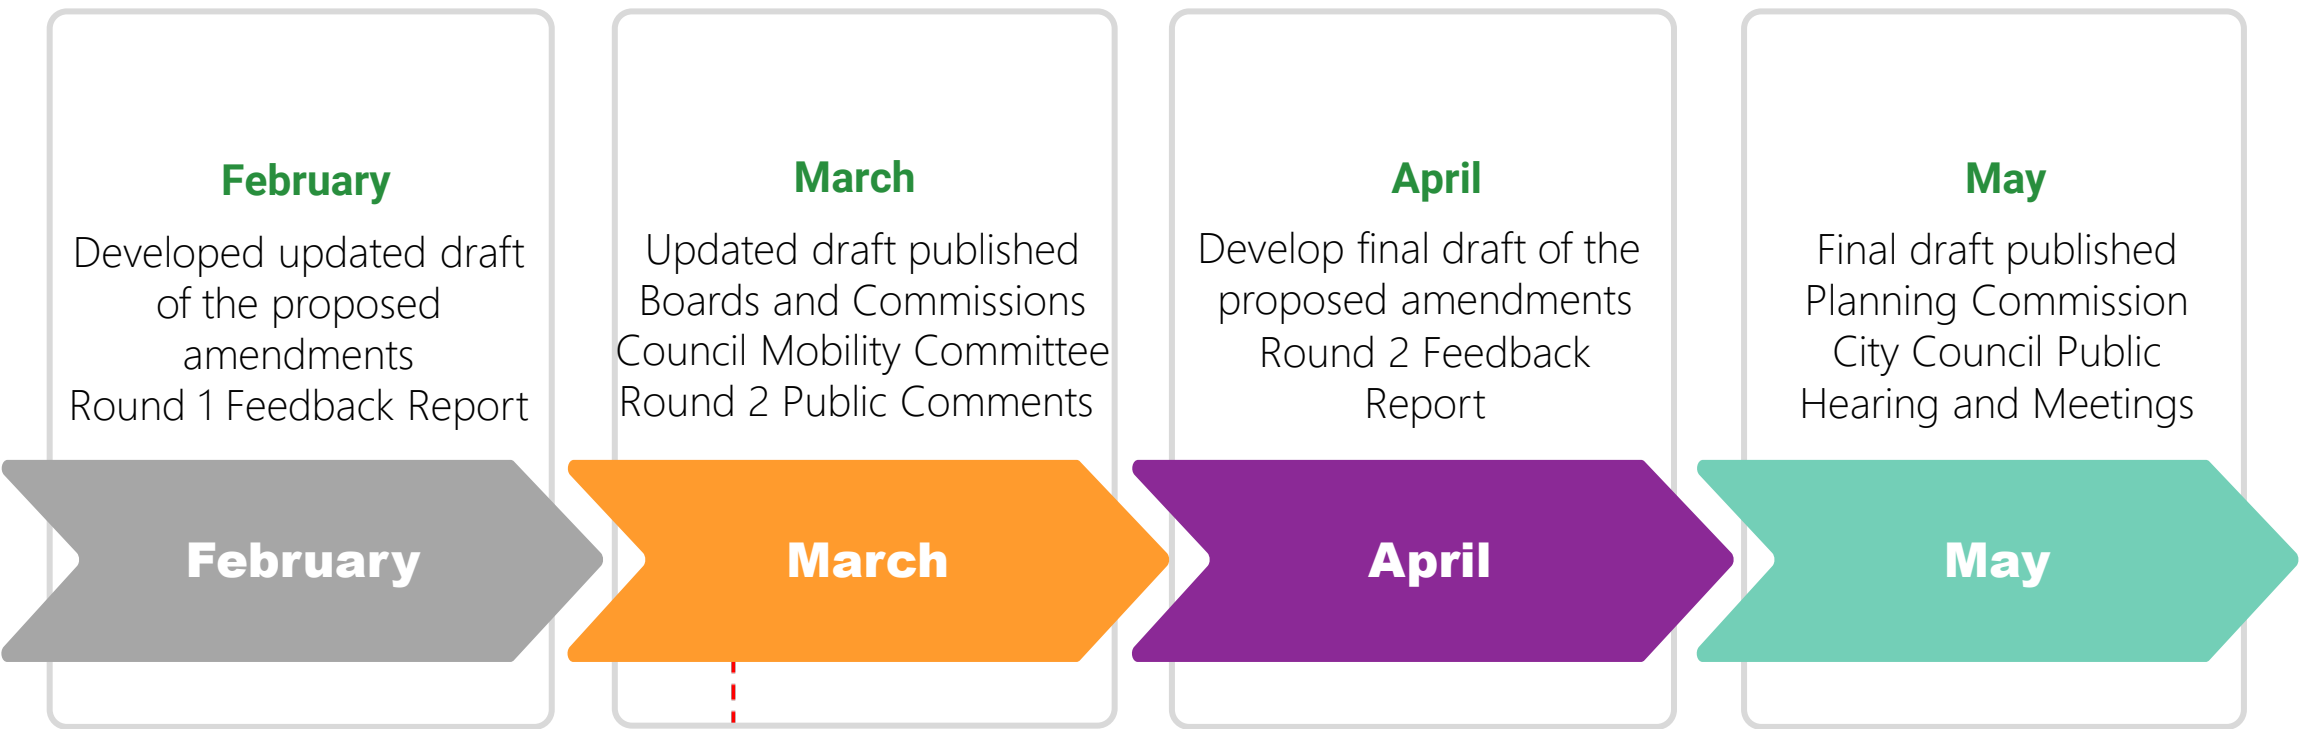 February
Developed updated draft
of the proposed
amendments
Round 1 Feedback Report
March
Updated draft published
Boards and Commissions
Council Mobility Committee
Round 2 Public Comments
April
Develop final draft of the
proposed amendments
Round 2 Feedback
Report
May
Final draft published
Planning Commission
City Council Public
Hearing and Meetings
February
March
April
May